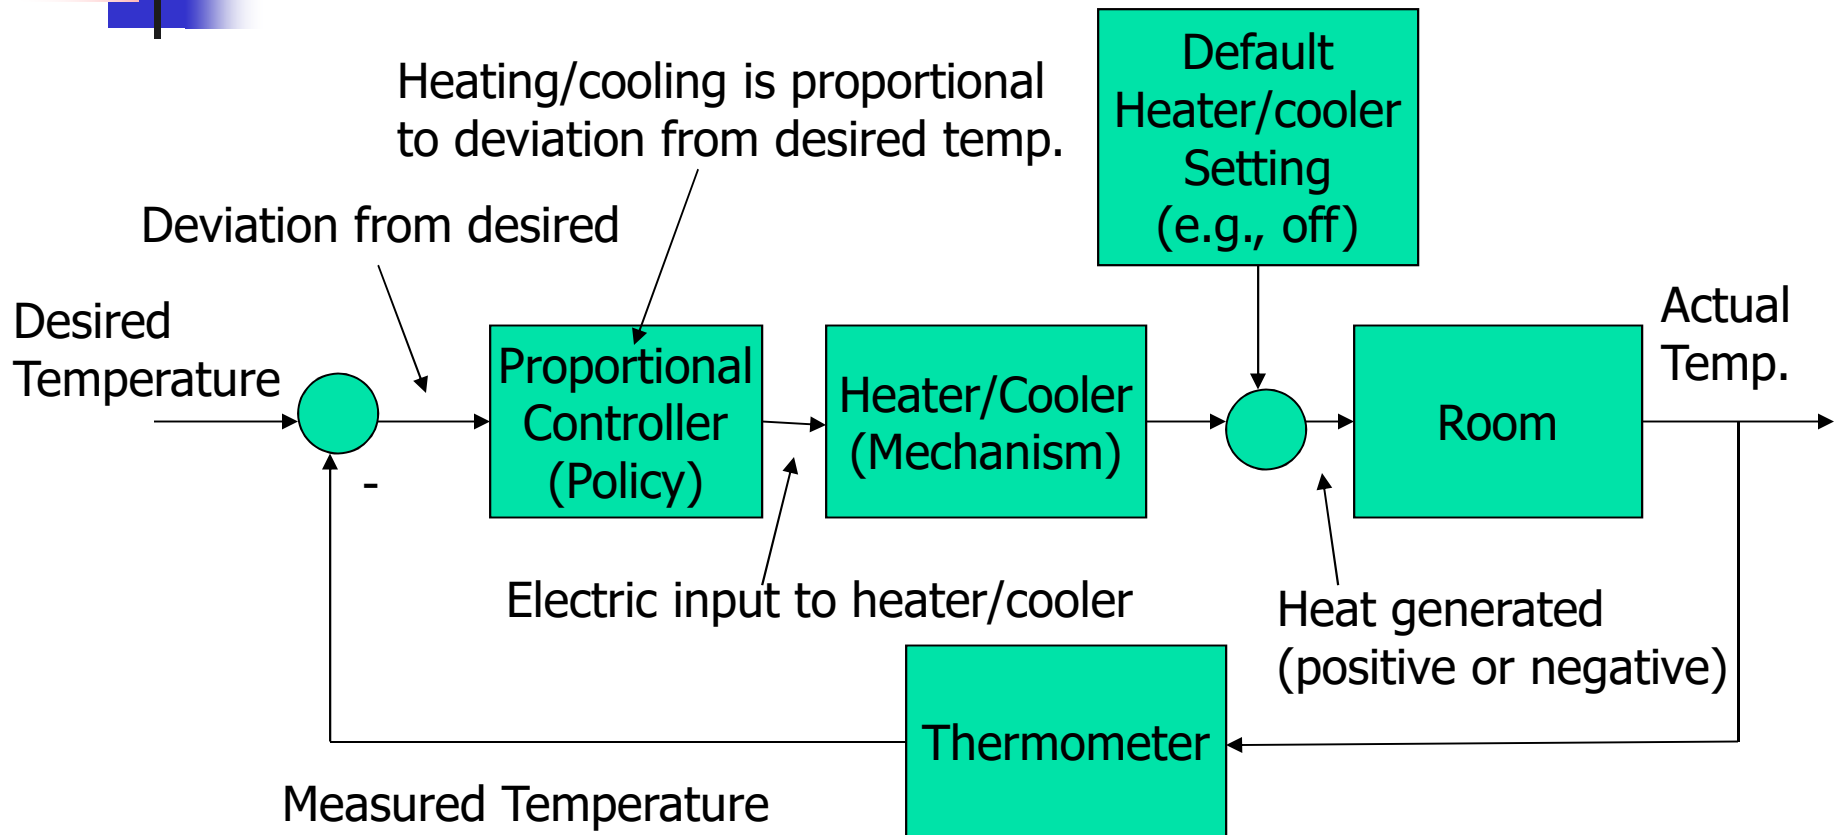 Default
Heater/cooler
Setting
(e.g., off)
Heating/cooling is proportional
to deviation from desired temp.
Deviation from desired
Desired
Temperature
Actual
Temp.
Proportional
Controller
(Policy)
Heater/Cooler
(Mechanism)
Room
-
Electric input to heater/cooler
Heat generated
(positive or negative)
Thermometer
Measured Temperature